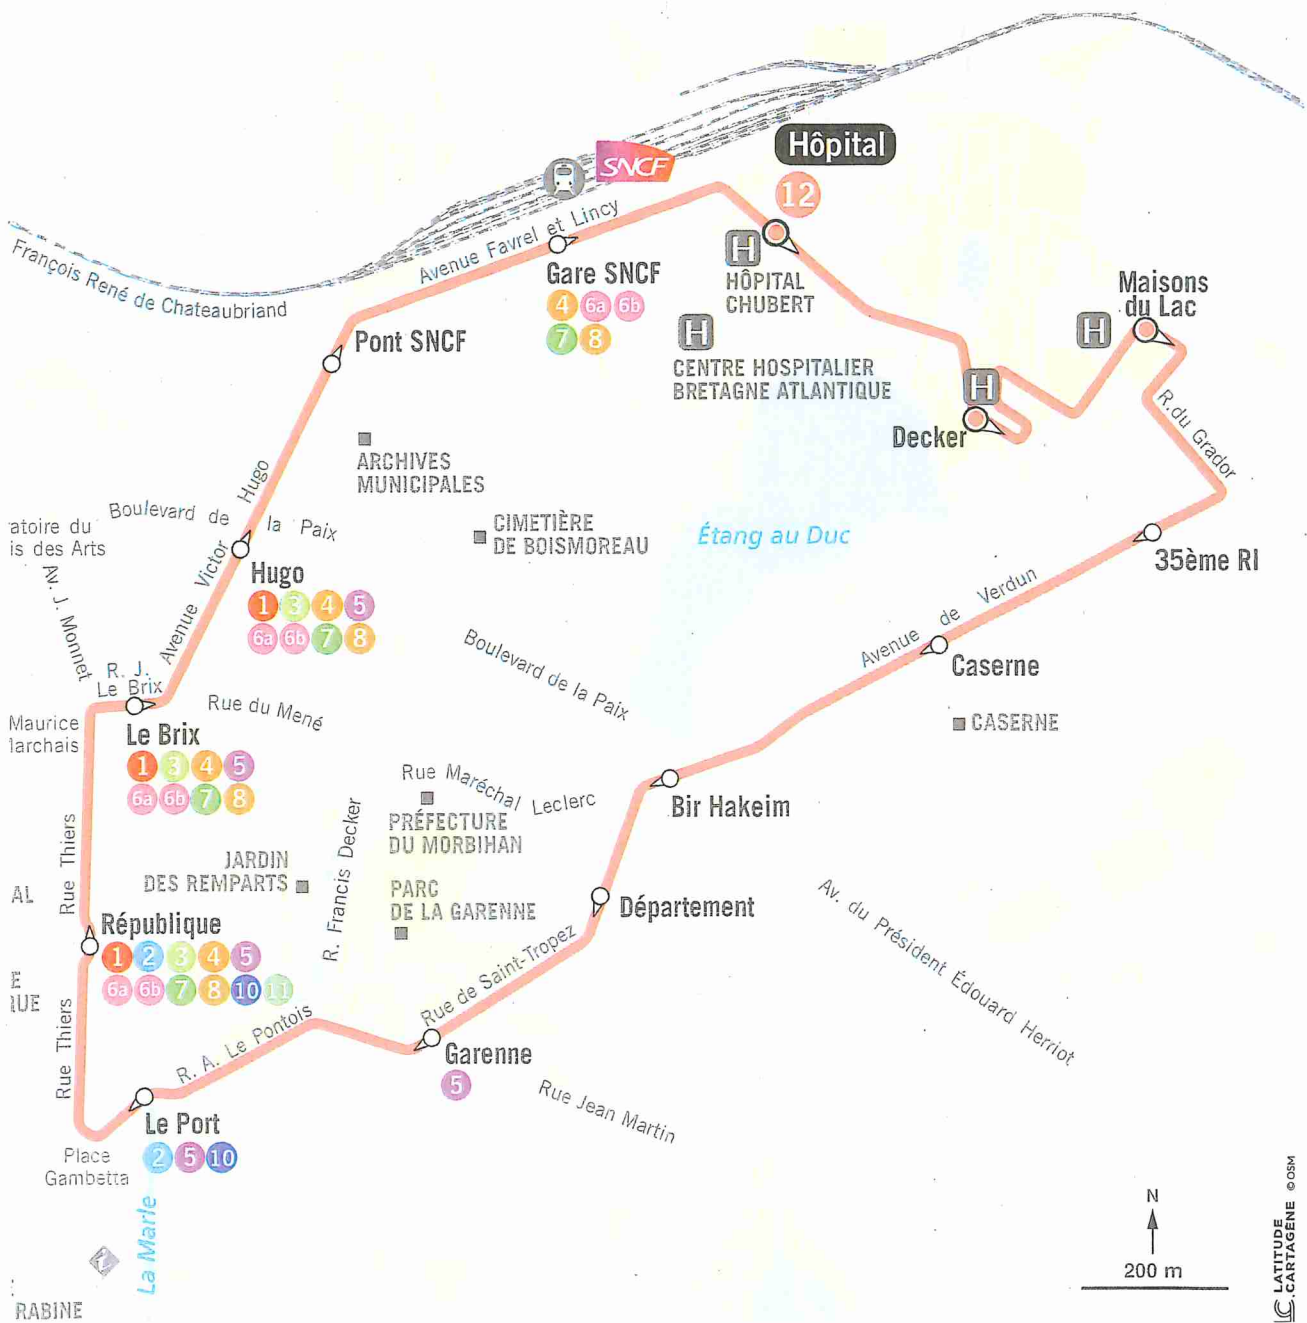 Hôpital
12
SNCF
François René de Chateaubriand
Avenue Favrel et Lincy
Gare SNCF
4 6a 6b
7 8
H
HÔPITAL
CHUBERT
H
CENTRE HOSPITALIER
BRETAGNE ATLANTIQUE
Maisons
du Lac
H
H
Decker
R. du Grador
Pont SNCF
ARCHIVES
MUNICIPALES
CIMETIÈRE
DE BOISMOREAU
Étang au Duc
35ème RI
atoire du
is des Arts
Boulevard de la Paix
Avenue Victor Hugo
Hugo
1 3 4 5
6a 6b 7 8
Av. J. Monnet
R. J.
Le Brix
Rue du Mené
Boulevard de la Paix
Avenue de Verdun
Caserne
CASERNE
Maurice
larchais
Le Brix
1 3 4 5
6a 6b 7 8
Rue Maréchal Leclerc
PRÉFECTURE
DU MORBIHAN
Bir Hakeim
Rue Thiers
JARDIN
DES REMPARTS
R. Francis Decker
PARC
DE LA GARENNE
Département
Av. du Président Édouard Herriot
AL
République
1 2 3 4 5
6a 6b 7 8 10 11
E
QUE
Rue Thiers
R. A. Le Pontois
Rue de Saint-Tropez
Garenne
5
Rue Jean Martin
Le Port
2 5 10
Place
Gambetta
La Marle
i
RABINE
N
200 m
LATITUDE
CARTAGÈNE ©OSM
LC